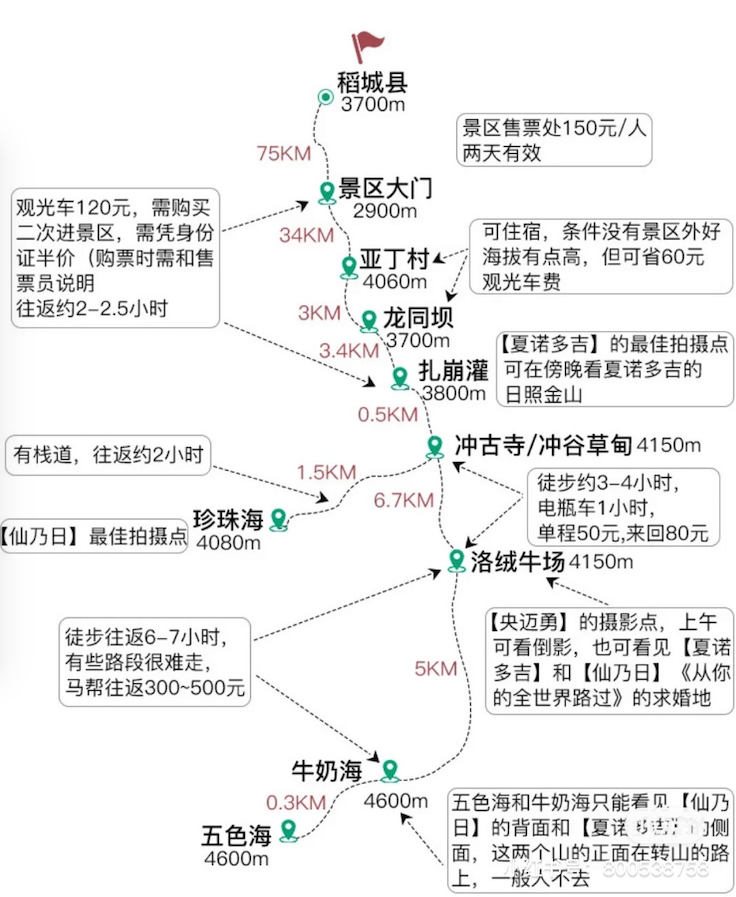 稻城县
3700m
景区售票处150元/人
两天有效
75KM
景区大门
2900m
观光车120元，需购买
二次进景区，需凭身份
证半价（购票时需和售
票员说明
往返约2-2.5小时
34KM
亚丁村
4060m
可住宿，条件没有景区外好
海拔有点高，但可省60元
观光车费
3KM
龙同坝
3700m
3.4KM
扎崩灌
3800m
【夏诺多吉】的最佳拍摄点
可在傍晚看夏诺多吉的
日照金山
0.5KM
冲古寺/冲谷草甸4150m
有栈道，往返约2小时
1.5KM
6.7KM
徒步约3-4小时，
电瓶车1小时，
单程50元,来回80元
珍珠海
4080m
【仙乃日】最佳拍摄点
洛绒牛场4150m
【央迈勇】的摄影点，上午
可看倒影，也可看见【夏诺
多吉】和【仙乃日】《从你
的全世界路过》的求婚地
徒步往返6-7小时，
有些路段很难走，
马帮往返300~500元
5KM
牛奶海
4600m
0.3KM
五色海
4600m
五色海和牛奶海只能看见【仙乃
日】的背面和【夏诺多吉】的侧
面，这两个山的正面在转山的路
上，一般人不去